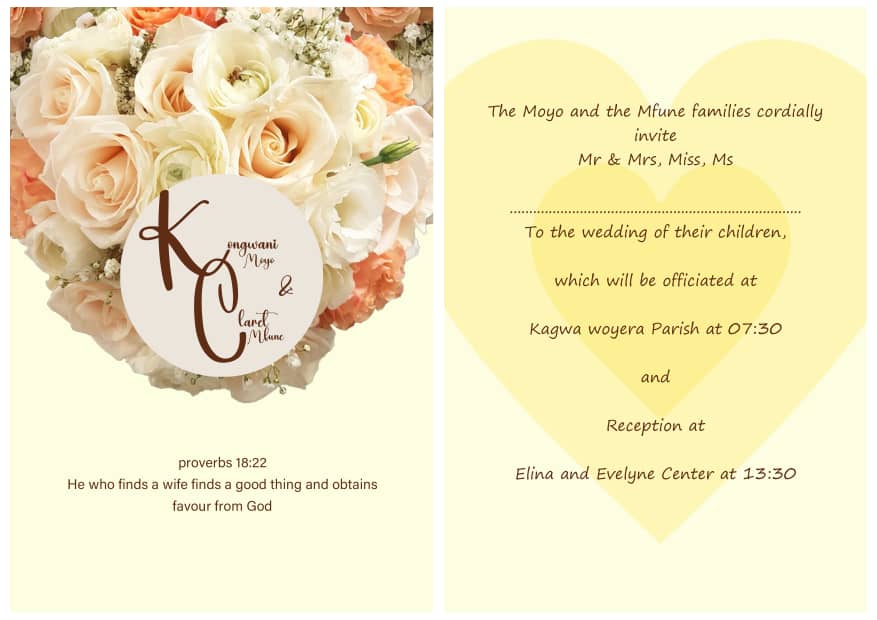 Kongwani
Moyo
&
Claret
Mfune
proverbs 18:22
He who finds a wife finds a good thing and obtains
favour from God
The Moyo and the Mfune families cordially
invite
Mr & Mrs, Miss, Ms
................................................................................
To the wedding of their children,
which will be officiated at
Kagwa woyera Parish at 07:30
and
Reception at
Elina and Evelyne Center at 13:30